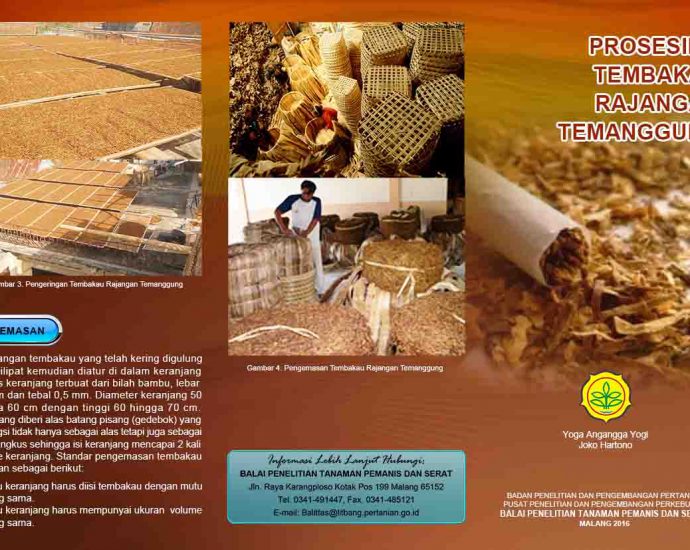 mbar 3. Pengeringan Tembakau Rajangan Temanggung
EMASAN
angan tembakau yang telah kering digulung
ilipat kemudian diatur di dalam keranjang
s keranjang terbuat dari bilah bambu, lebar
m dan tebal 0,5 mm. Diameter keranjang 50
a 60 cm dengan tinggi 60 hingga 70 cm.
ang diberi alas batang pisang (gedebok) yang
gsi tidak hanya sebagai alas tetapi juga sebagai
ngkus sehingga isi keranjang mencapai 2 kali
e keranjang. Standar pengemasan tembakau
an sebagai berikut:
u keranjang harus diisi tembakau dengan mutu
g sama.
u keranjang harus mempunyai ukuran volume
g sama.
Gambar 4. Pengemasan Tembakau Rajangan Temanggung
Informasi Lebih Lanjut Hubungi;
BALAI PENELITIAN TANAMAN PEMANIS DAN SERAT
Jln. Raya Karangploso Kotak Pos 199 Malang 65152
Tel. 0341-491447, Fax. 0341-485121
E-mail: Balittas@litbang.pertanian.go.id
PROSESIN
TEMBAKA
RAJANGA
TEMANGGUN
Yoga Angangga Yogi
Joko Hartono
BADAN PENELITIAN DAN PENGEMBANGAN PERTAN
PUSAT PENELITIAN DAN PENGEMBANGAN PERKEBU
BALAI PENELITIAN TANAMAN PEMANIS DAN SE
MALANG 2016